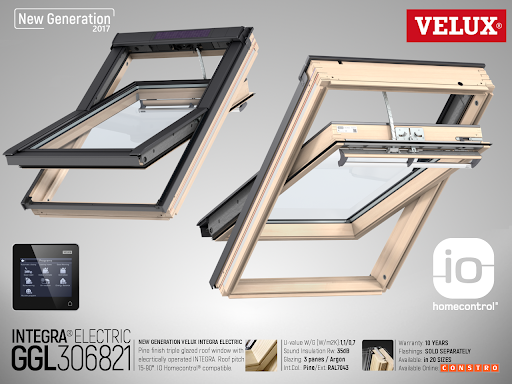 New Generation
2017
VELUX®
io
homecontrol®
INTEGRA® ELECTRIC
GGL306821
NEW GENERATION VELUX INTEGRA ELECTRIC
Pine finish triple glazed roof window with
electrically operated INTEGRA. Roof pitch
15-90°. IO Homecontrol® compatible.
U-value W/G [W/m2K] 1,1/0,7
Sound Insulation Rw: 35dB
Glazing: 3 panes / Argon
Int.Col: Pine/Ext. RAL7043
Warranty: 10 YEARS
Flashings: SOLD SEPARATELY
Available: in 20 SIZES
Available Online: CONSTRO